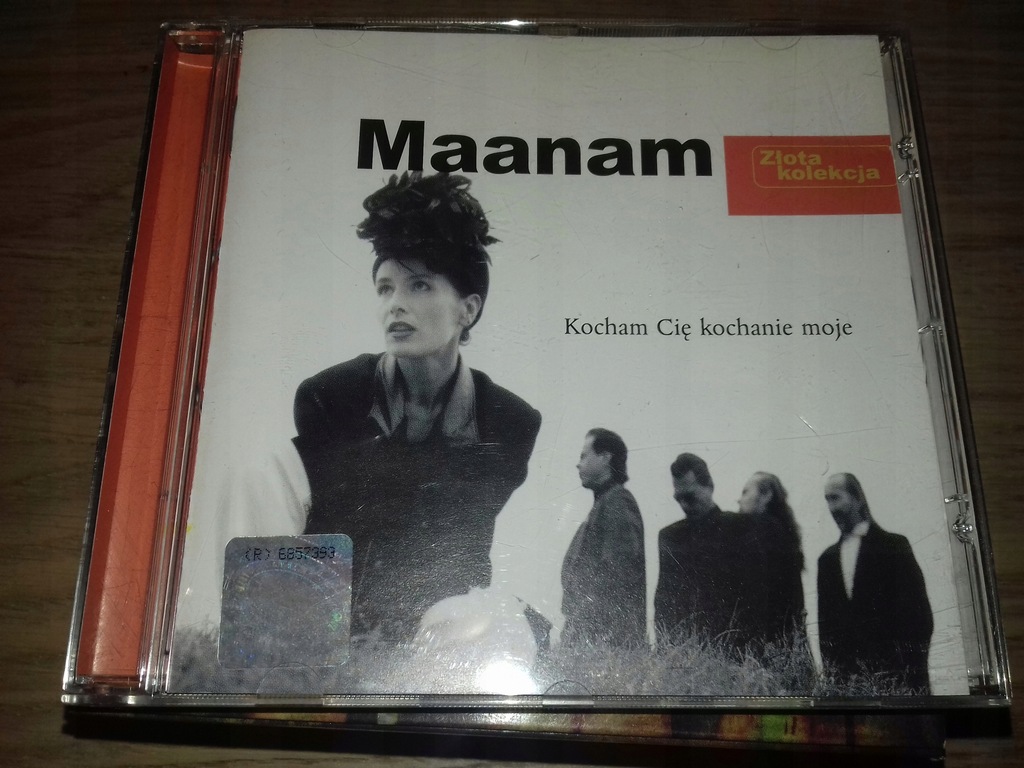 Maanam
Złota
kolekcja
Kocham Cię kochanie moje
(R) 6857393